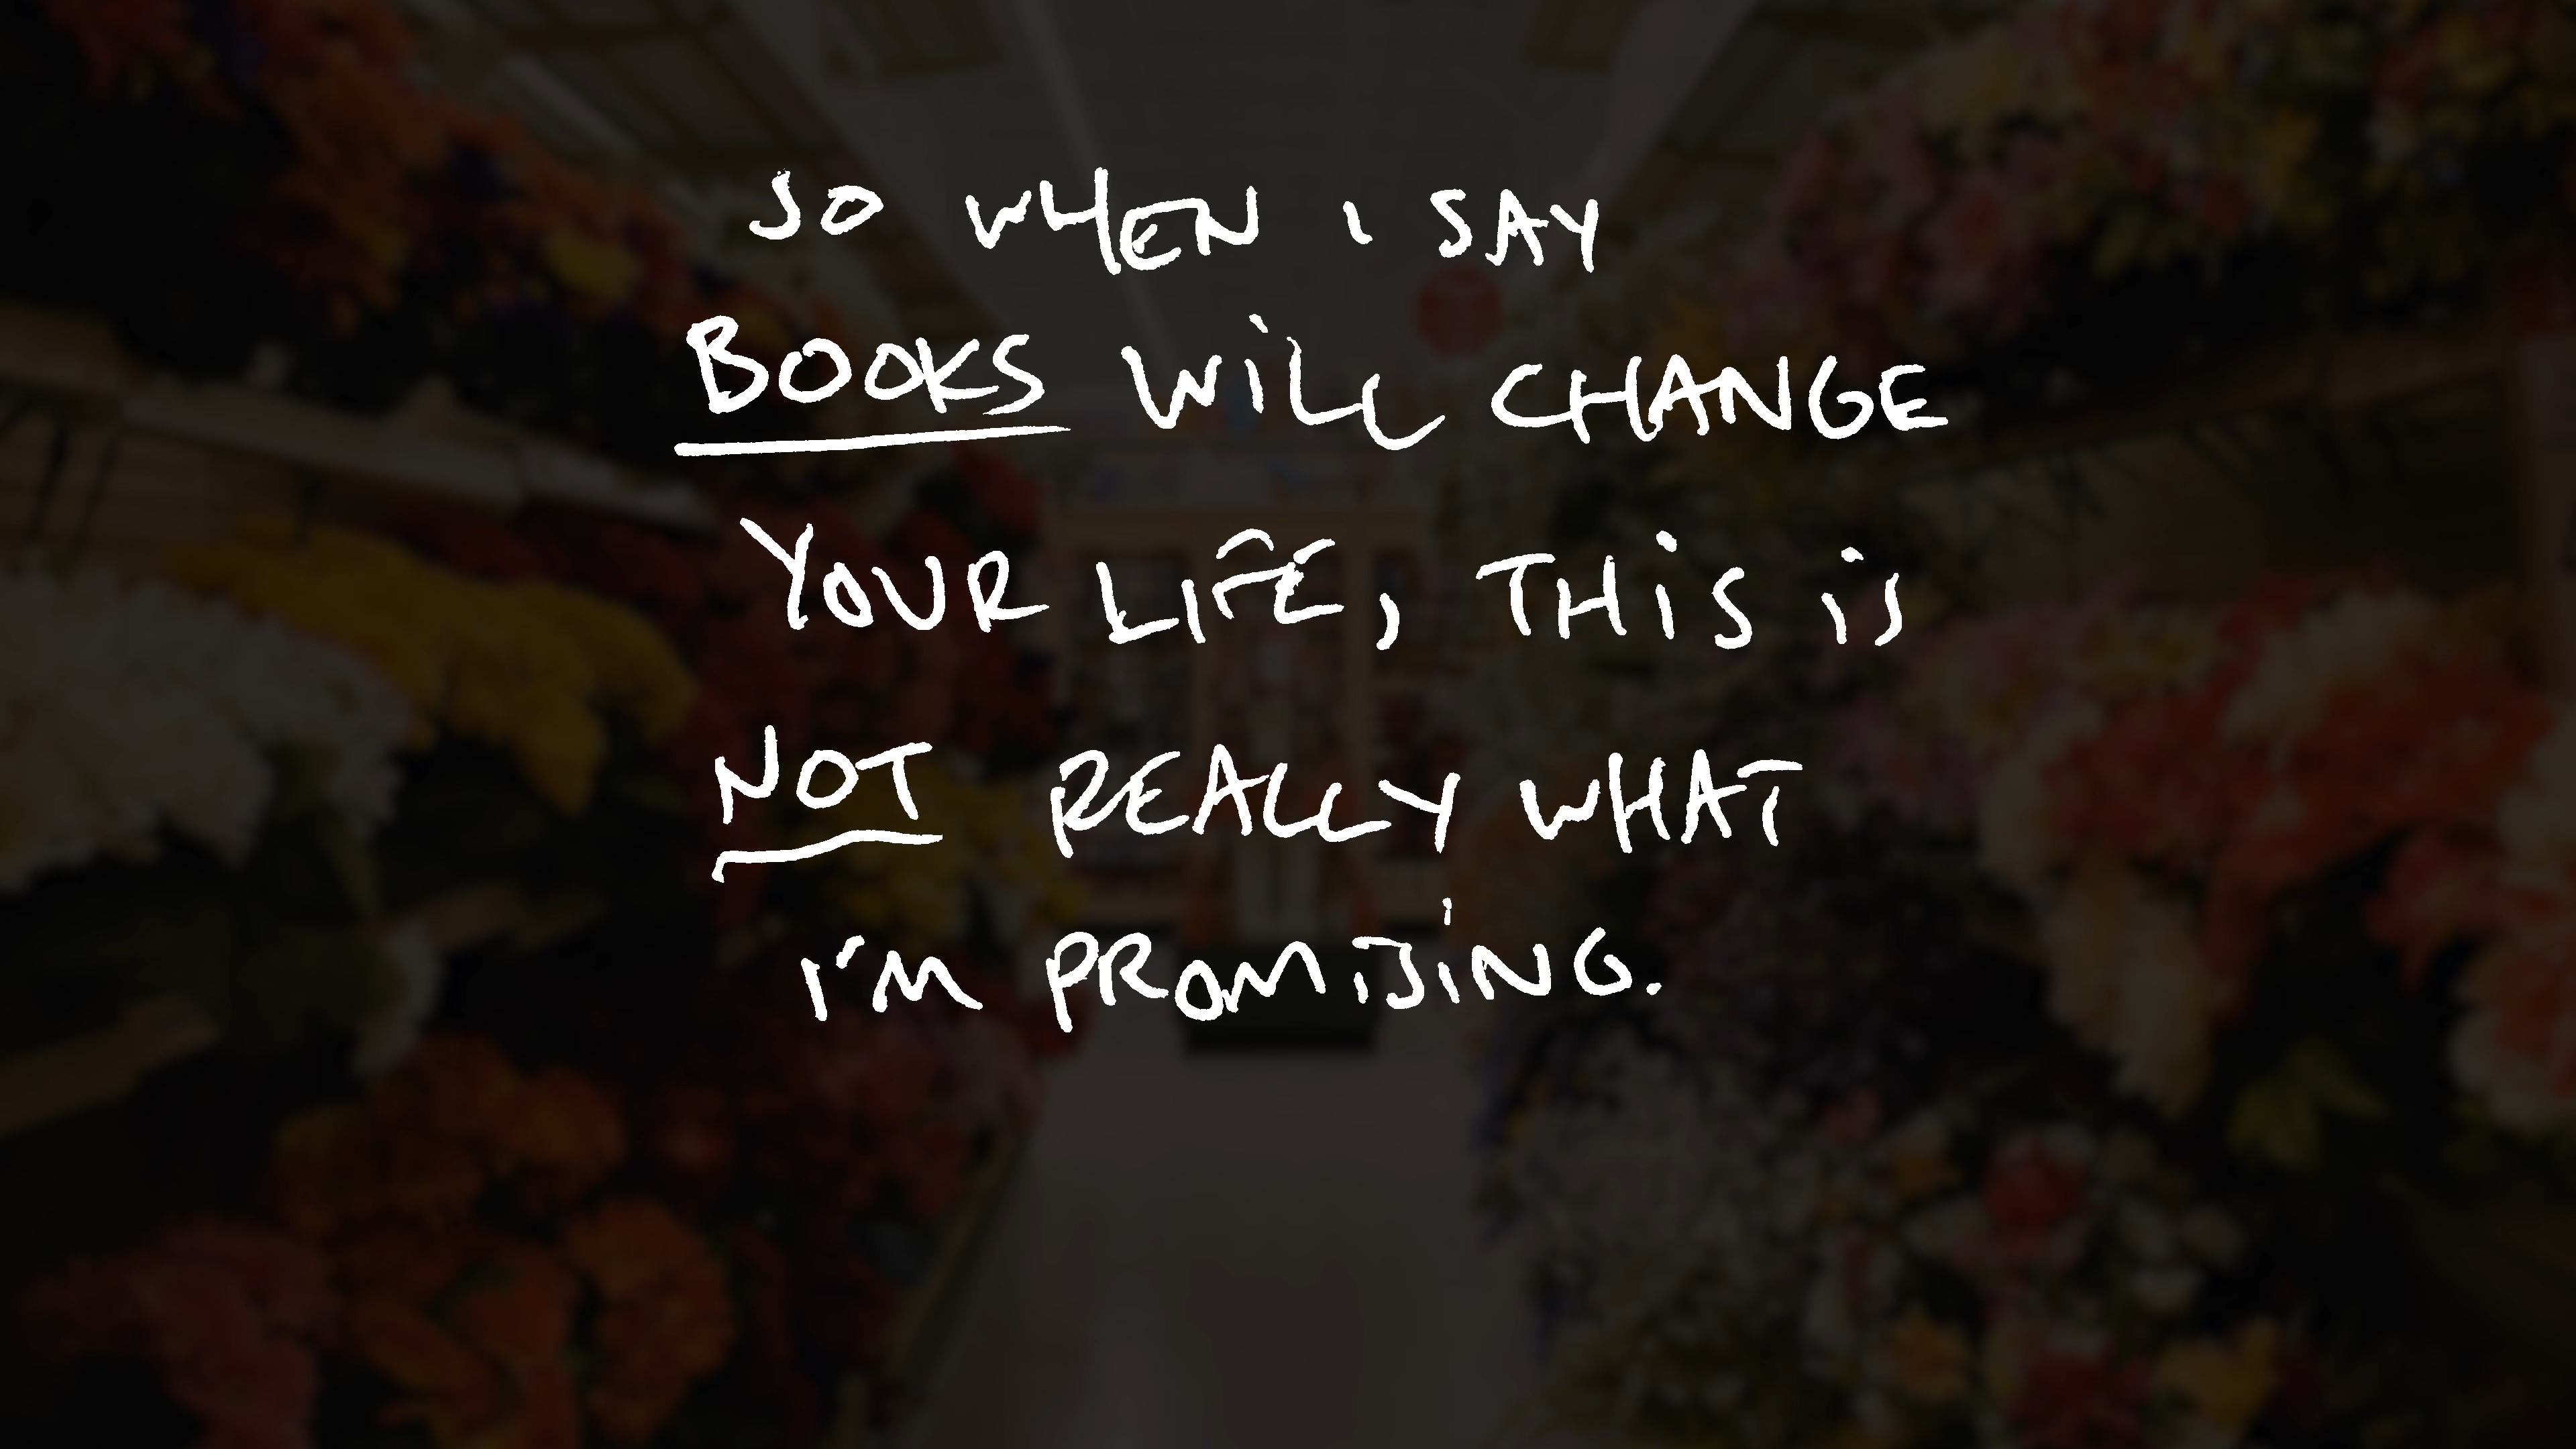 SO WHEN I SAY
BOOKS WILL CHANGE
YOUR LIFE, THIS IS
NOT REALLY WHAT
I'M PROMISING.